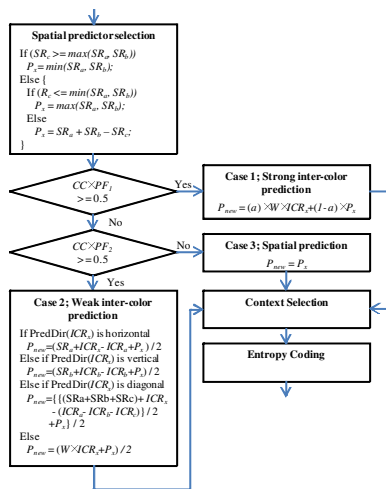 Spatial predictor selection
If (SRc >= max(SRa, SRb))
Px=min(SRa, SRb);
Else {
If (Rc <= min(SRa, SRb))
Px = max(SRa, SRb);
Else
Px = SRa + SRb – SRc;
}
CC×PF1
>=0.5
Yes
Case 1; Strong inter-color
prediction
Pnew = (a) ×W×ICRx+(1-a) ×Px
No
CC×PF2
>=0.5
No
Case 3; Spatial prediction
Pnew = Px
Yes
Case 2; Weak inter-color
prediction
If PredDir(ICRx) is horizontal
Pnew=(SRa+ICRx-ICRa+Px) / 2
Else if PredDir(ICRx) is vertical
Pnew=(SRb+ICRx-ICRb+Px) / 2
Else if PredDir(ICRx) is diagonal
Pnew={{(SRa+SRb+SRc)+ ICRx
- (ICRa- ICRb- ICRc)} / 2
+Px} / 2
Else
Pnew = (W×ICRx+Px) / 2
Context Selection
Entropy Coding